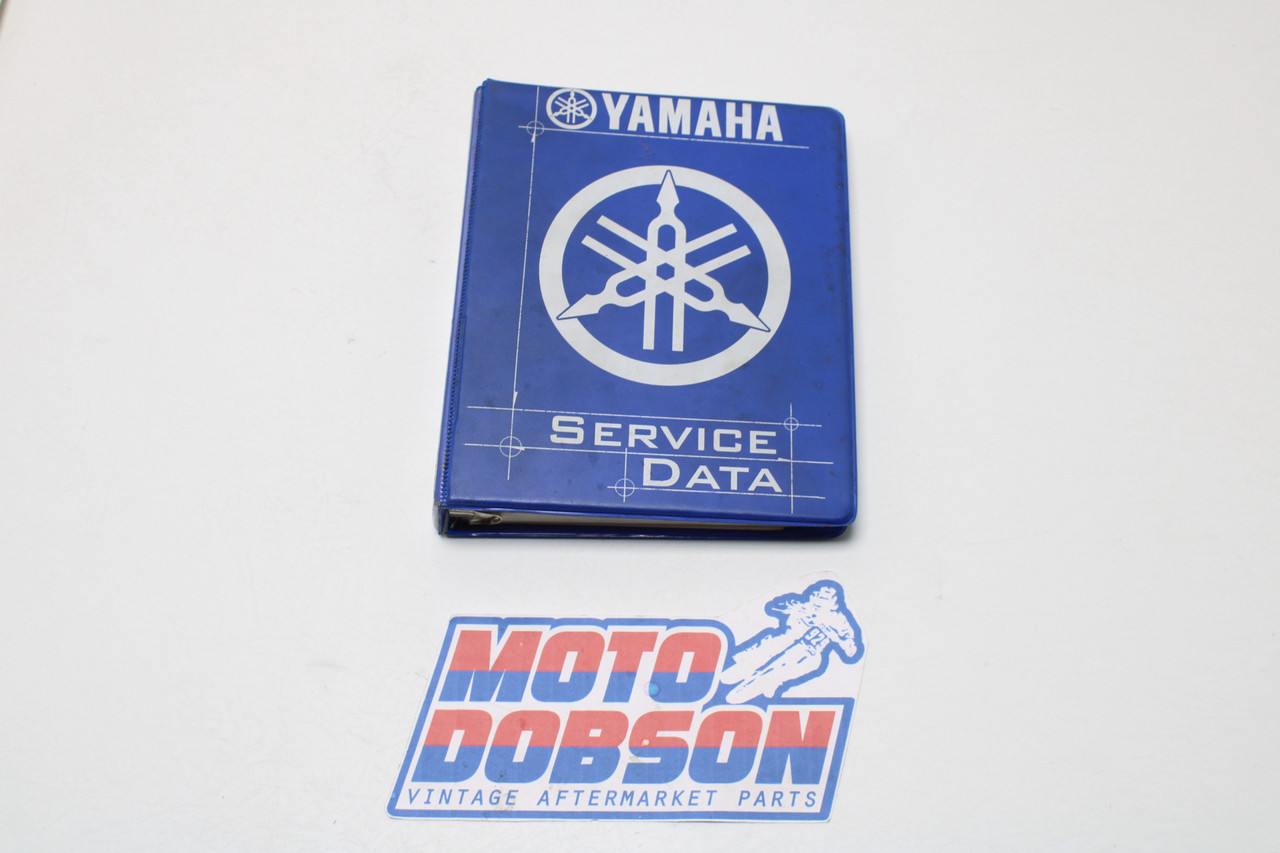 YAMAHA
SERVICE
DATA
MOTO
DOBSON
VINTAGE AFTERMARKET PARTS